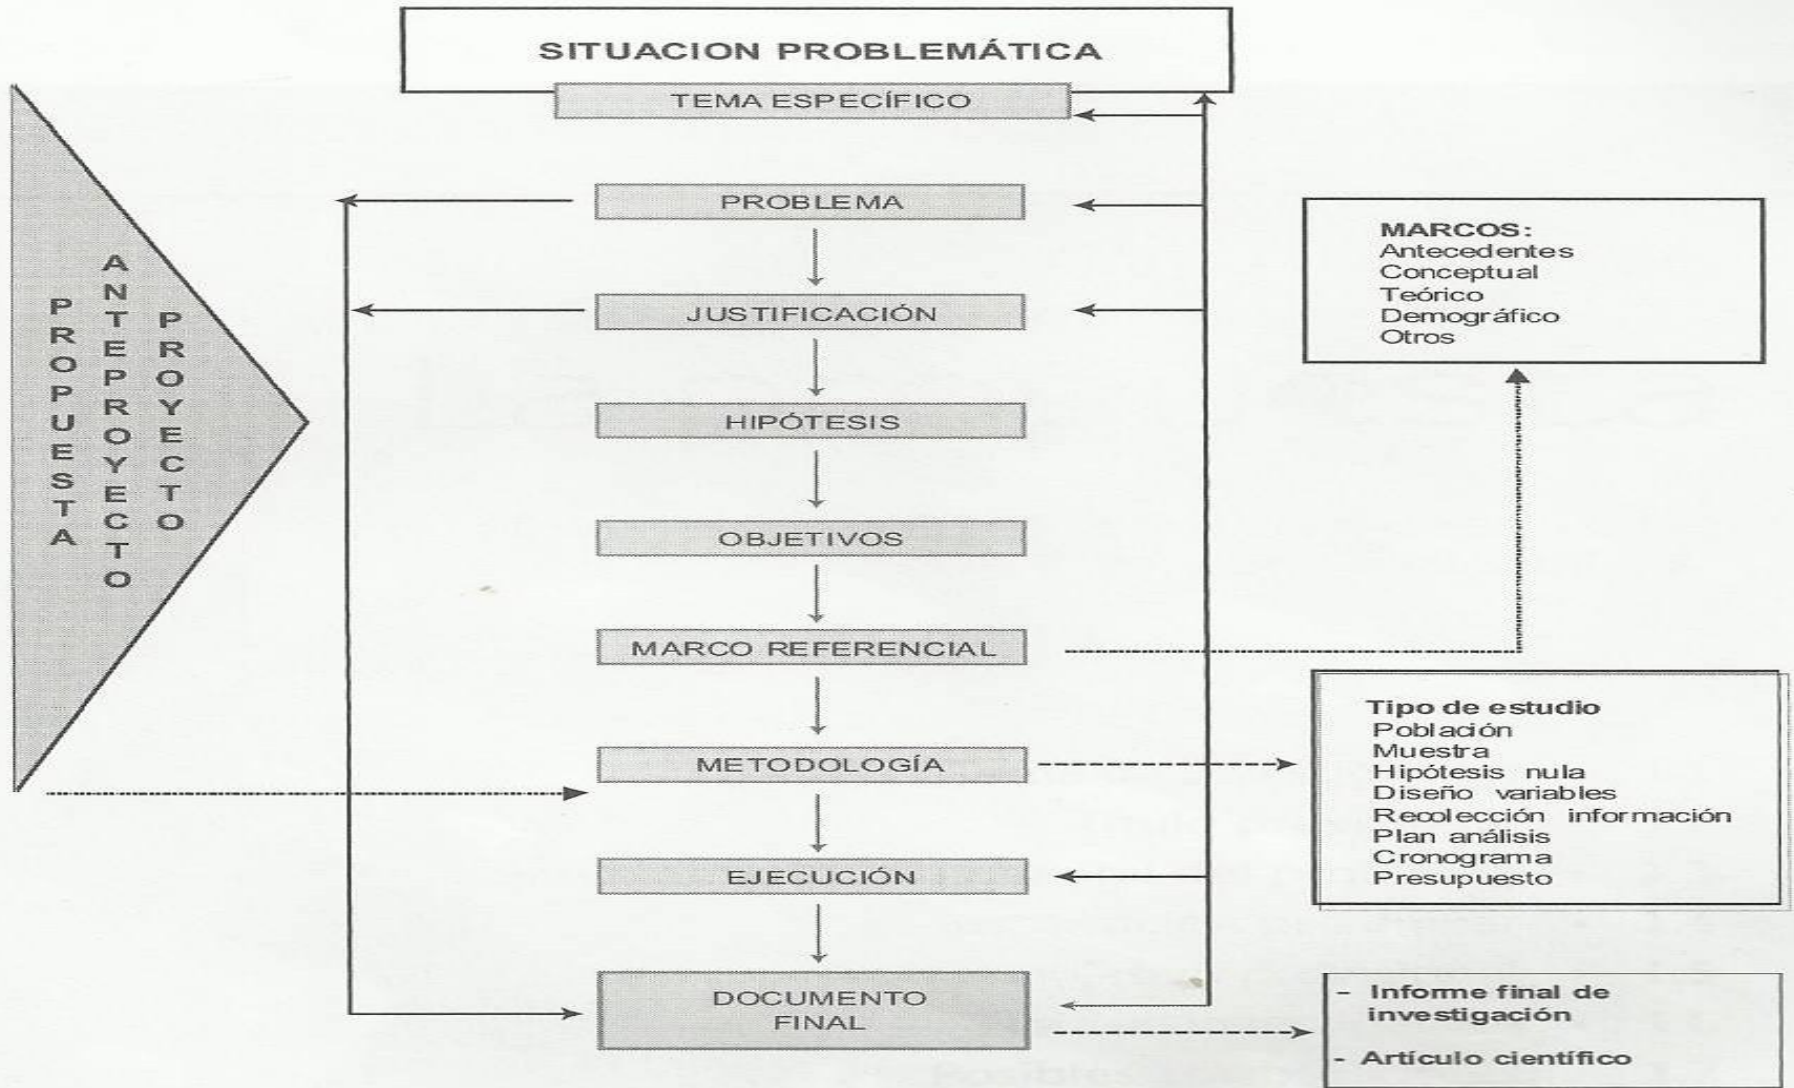 SITUACION PROBLEMÁTICA
TEMA ESPECÍFICO
PROPUESTA
ANTEPROYECTO
PROYECTO
PROBLEMA
JUSTIFICACIÓN
HIPÓTESIS
OBJETIVOS
MARCO REFERENCIAL
METODOLOGÍA
EJECUCIÓN
DOCUMENTO
FINAL
MARCOS:
Antecedentes
Conceptual
Teórico
Demográfico
Otros
Tipo de estudio
Población
Muestra
Hipótesis nula
Diseño variables
Recolección información
Plan análisis
Cronograma
Presupuesto
- Informe final de
investigación
- Artículo científico